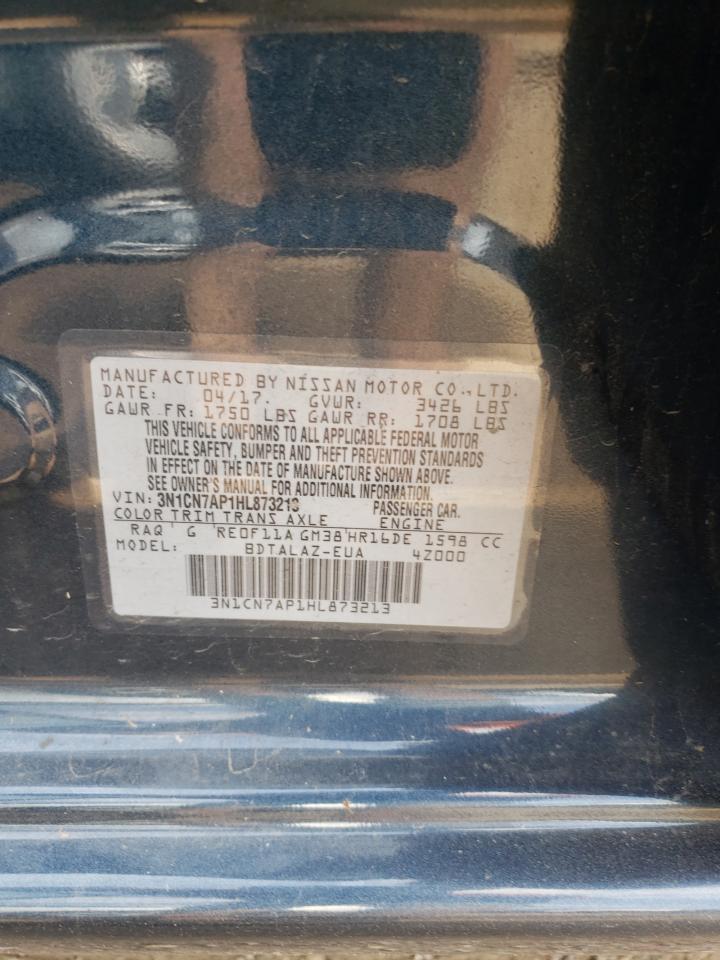 MANUFACTURED BY NISSAN MOTOR CO.,LTD.
DATE: 04/17. GVWR: 3426 LBS
GAWR FR: 1750 LBS GAWR RR: 1708 LBS
THIS VEHICLE CONFORMS TO ALL APPLICABLE FEDERAL MOTOR
VEHICLE SAFETY, BUMPER AND THEFT PREVENTION STANDARDS
IN EFFECT ON THE DATE OF MANUFACTURE SHOWN ABOVE.
SEE OWNER'S MANUAL FOR ADDITIONAL INFORMATION.
VIN: 3N1CN7AP1HL873213 PASSENGER CAR.
COLOR TRIM TRANS AXLE ENGINE
RAQ ' G 'RE0F11A GM38'HR16DE 1598 CC
MODEL: BDTALAZ-EUA 4Z000
3N1CN7AP1HL873213